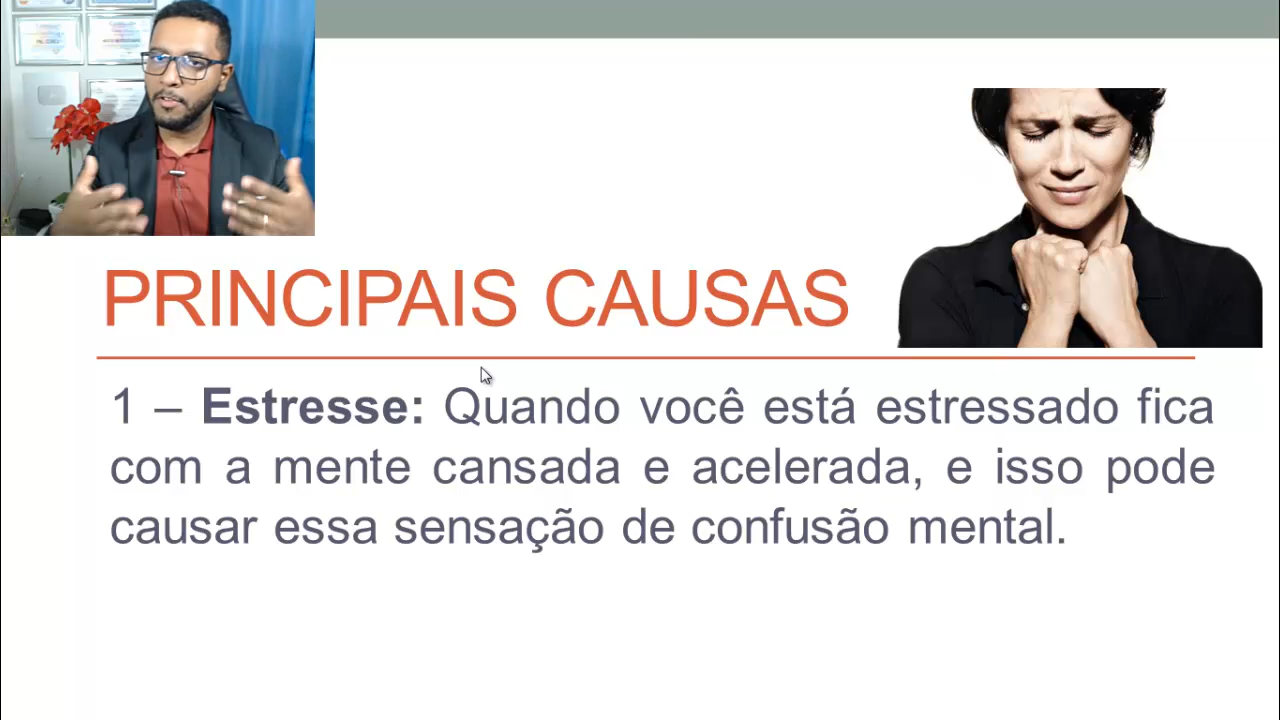 PRINCIPAIS CAUSAS
1 – Estresse: Quando você está estressado fica
com a mente cansada e acelerada, e isso pode
causar essa sensação de confusão mental.